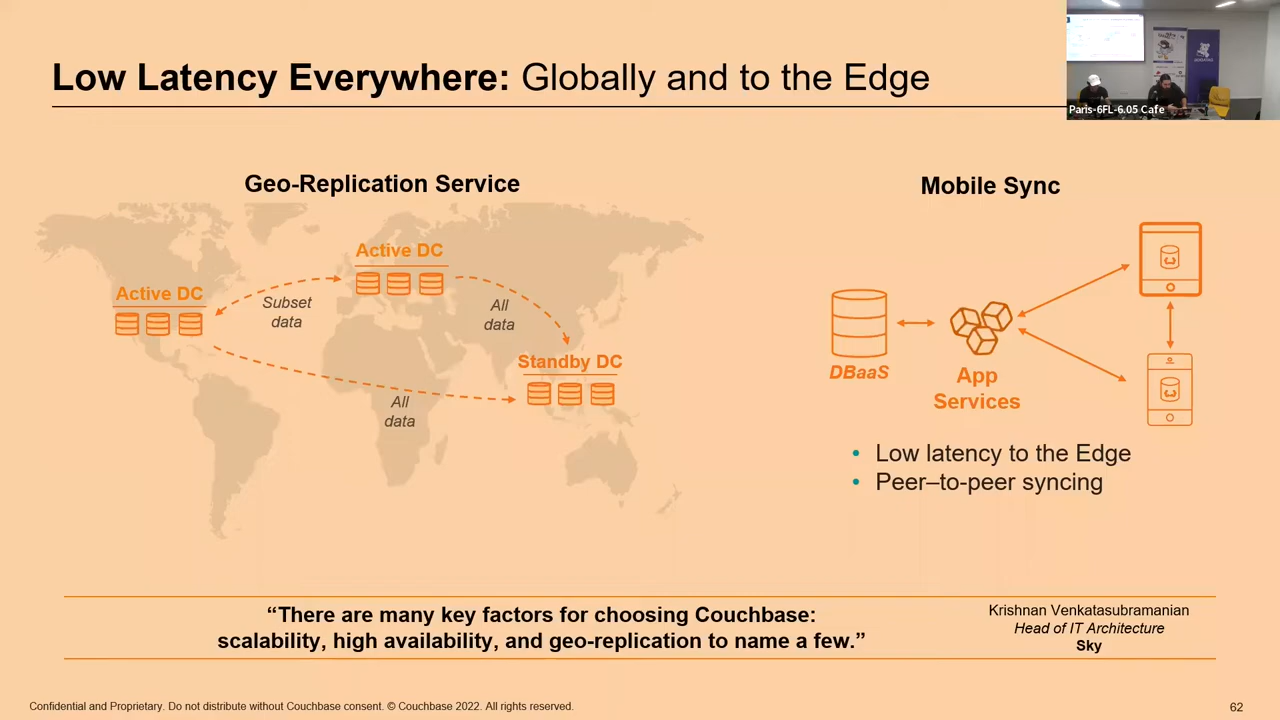 Low Latency Everywhere: Globally and to the Edge
Paris-6FL-6.05 Cafe
Geo-Replication Service
Active DC
Active DC
Subset
data
All
data
Standby DC
All
data
Mobile Sync
DBaaS
App
Services
• Low latency to the Edge
• Peer–to-peer syncing
“There are many key factors for choosing Couchbase:
scalability, high availability, and geo-replication to name a few.”
Krishnan Venkatasubramanian
Head of IT Architecture
Sky
Confidential and Proprietary. Do not distribute without Couchbase consent. © Couchbase 2022. All rights reserved.
62